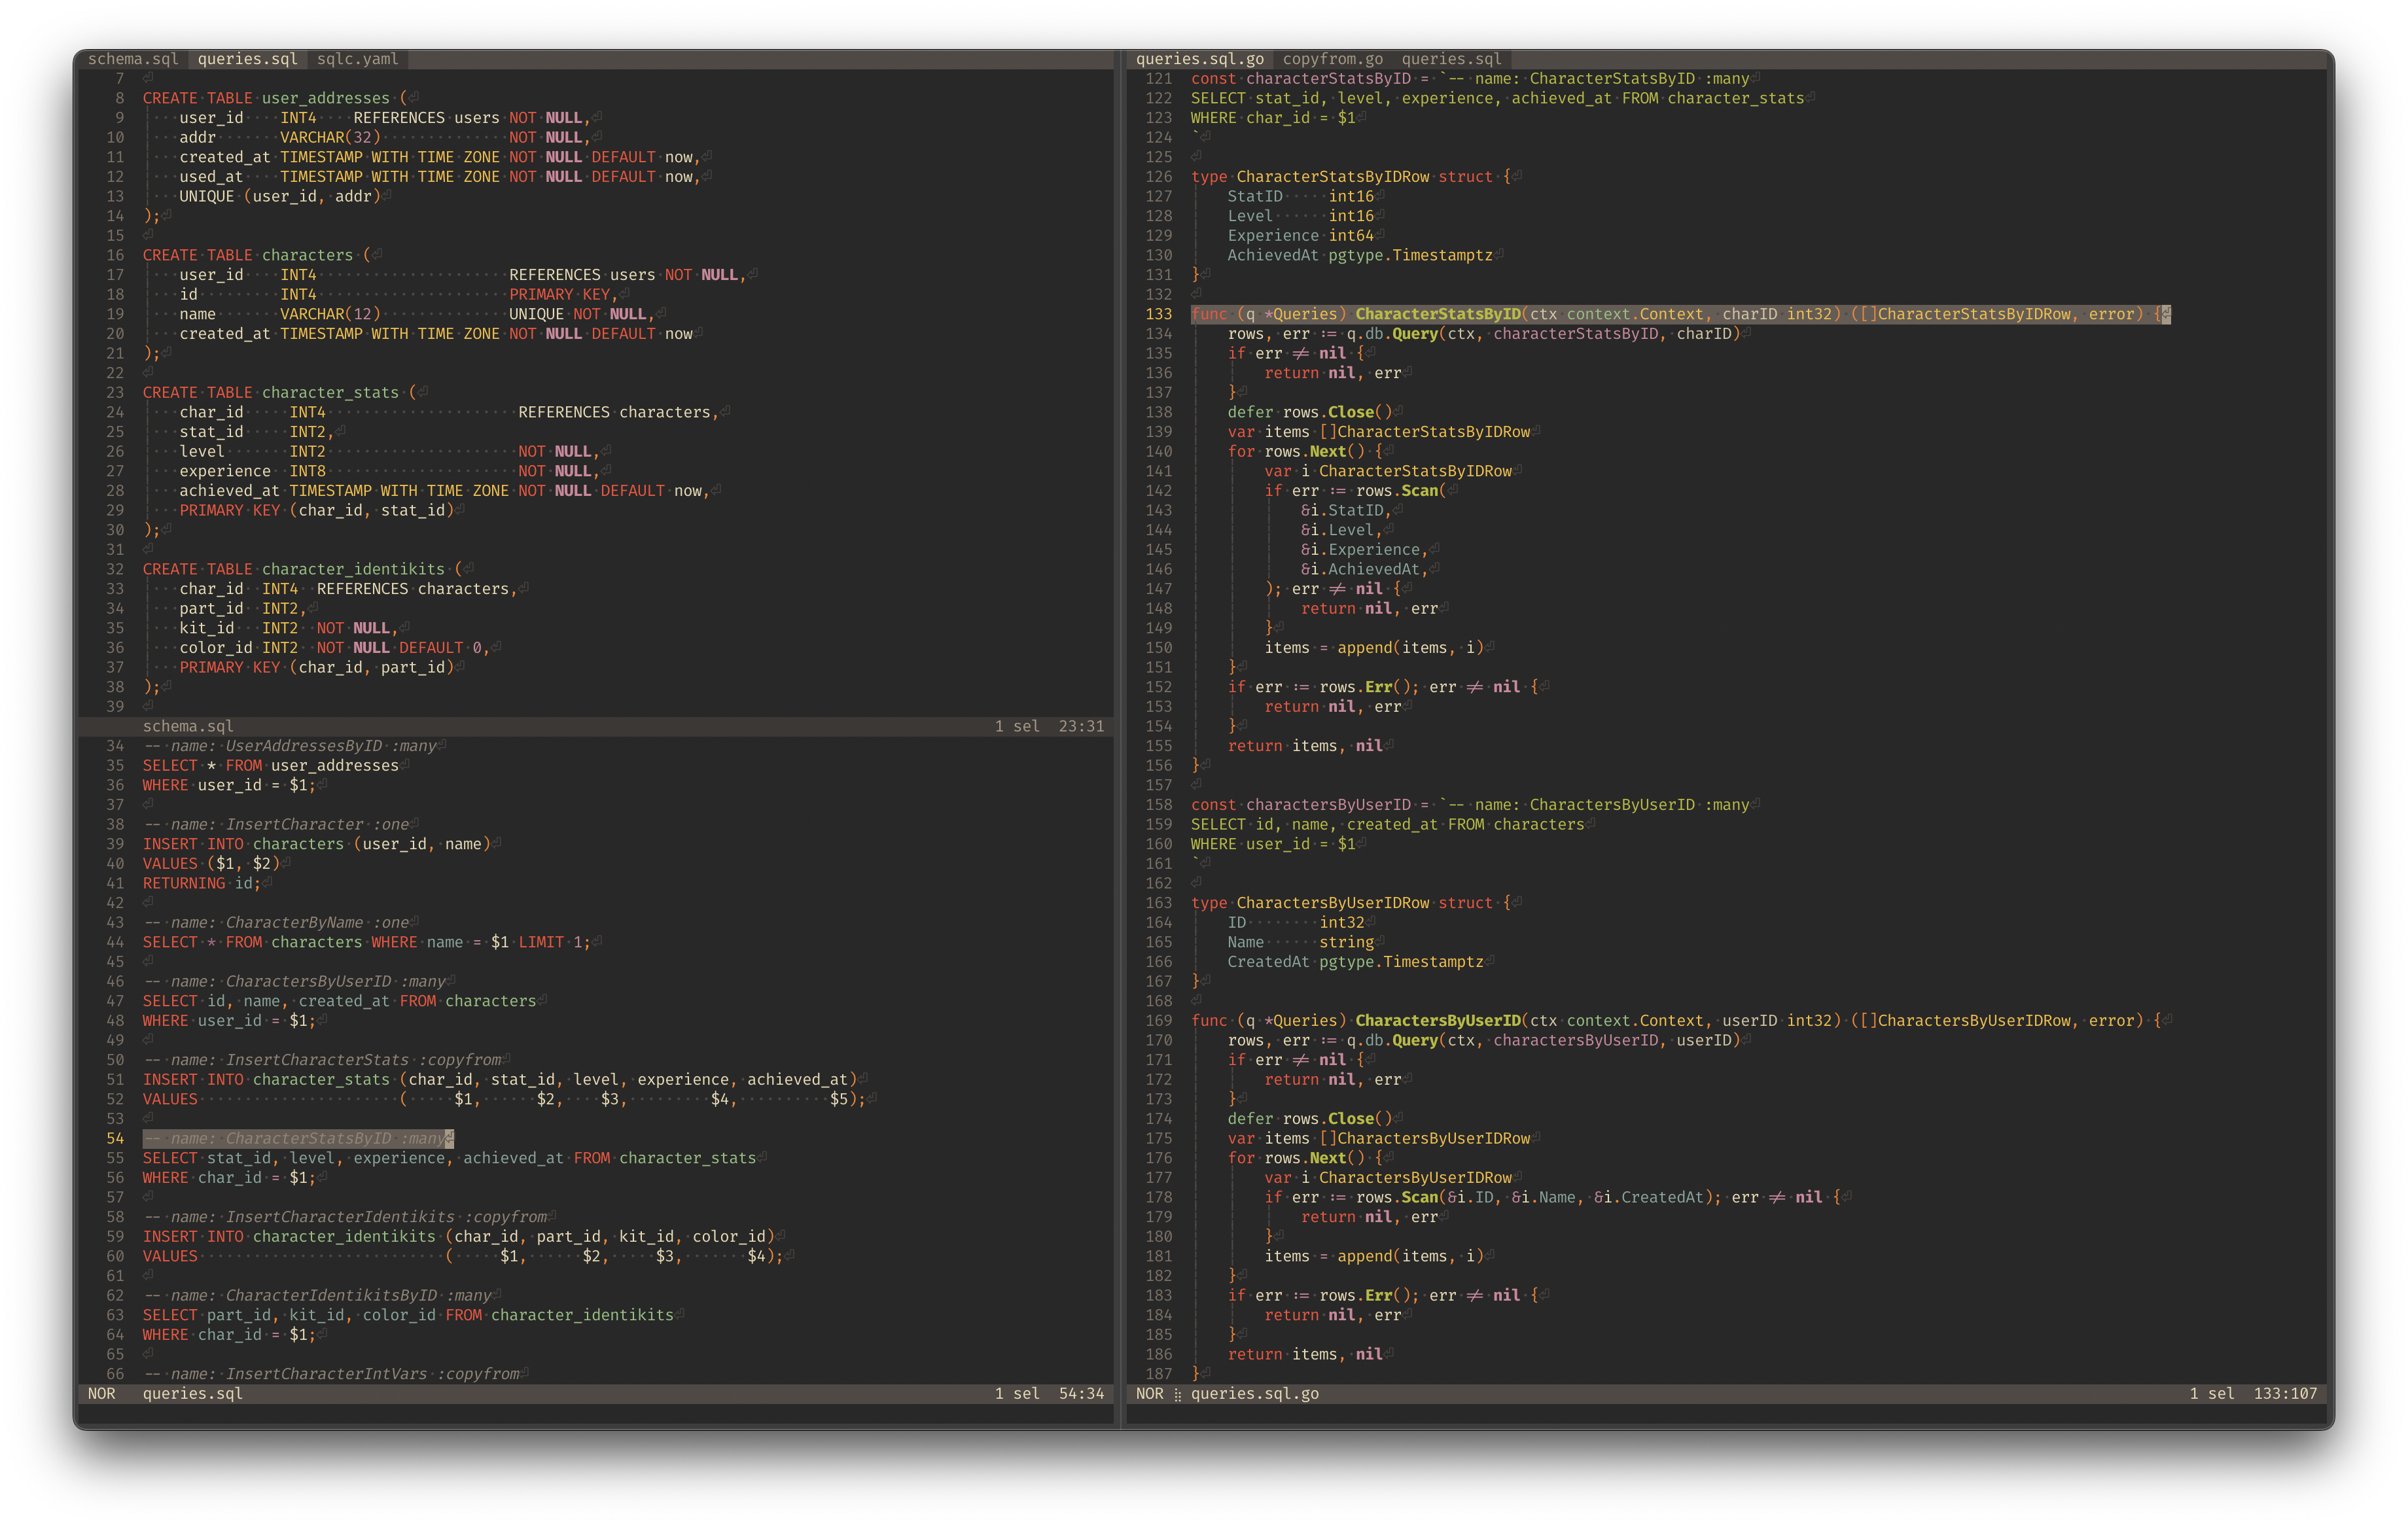 schema.sql queries.sql sqlc.yaml
7
8 CREATE TABLE user_addresses (
9 user_id INT4 REFERENCES users NOT NULL,
10 addr VARCHAR(32) NOT NULL,
11 created_at TIMESTAMP WITH TIME ZONE NOT NULL DEFAULT now,
12 used_at TIMESTAMP WITH TIME ZONE NOT NULL DEFAULT now,
13 UNIQUE (user_id, addr)
14 );
15
16 CREATE TABLE characters (
17 user_id INT4 REFERENCES users NOT NULL,
18 id INT4 PRIMARY KEY,
19 name VARCHAR(12) UNIQUE NOT NULL,
20 created_at TIMESTAMP WITH TIME ZONE NOT NULL DEFAULT now
21 );
22
23 CREATE TABLE character_stats (
24 char_id INT4 REFERENCES characters,
25 stat_id INT2,
26 level INT2 NOT NULL,
27 experience INT8 NOT NULL,
28 achieved_at TIMESTAMP WITH TIME ZONE NOT NULL DEFAULT now,
29 PRIMARY KEY (char_id, stat_id)
30 );
31
32 CREATE TABLE character_identikits (
33 char_id INT4 REFERENCES characters,
34 part_id INT2,
35 kit_id INT2 NOT NULL,
36 color_id INT2 NOT NULL DEFAULT 0,
37 PRIMARY KEY (char_id, part_id)
38 );
39
schema.sql 1 sel 23:31
34 -- name: UserAddressesByID :many
35 SELECT * FROM user_addresses
36 WHERE user_id = $1;
37
38 -- name: InsertCharacter :one
39 INSERT INTO characters (user_id, name)
40 VALUES ($1, $2)
41 RETURNING id;
42
43 -- name: CharacterByName :one
44 SELECT * FROM characters WHERE name = $1 LIMIT 1;
45
46 -- name: CharactersByUserID :many
47 SELECT id, name, created_at FROM characters
48 WHERE user_id = $1;
49
50 -- name: InsertCharacterStats :copyfrom
51 INSERT INTO character_stats (char_id, stat_id, level, experience, achieved_at)
52 VALUES ( $1, $2, $3, $4, $5);
53
54 -- name: CharacterStatsByID :many
55 SELECT stat_id, level, experience, achieved_at FROM character_stats
56 WHERE char_id = $1;
57
58 -- name: InsertCharacterIdentikits :copyfrom
59 INSERT INTO character_identikits (char_id, part_id, kit_id, color_id)
60 VALUES ( $1, $2, $3, $4);
61
62 -- name: CharacterIdentikitsByID :many
63 SELECT part_id, kit_id, color_id FROM character_identikits
64 WHERE char_id = $1;
65
66 -- name: InsertCharacterIntVars :copyfrom
NOR queries.sql 1 sel 54:34
queries.sql.go copyfrom.go queries.sql
121 const characterStatsByID = `-- name: CharacterStatsByID :many
122 SELECT stat_id, level, experience, achieved_at FROM character_stats
123 WHERE char_id = $1
124 `
125
126 type CharacterStatsByIDRow struct {
127 StatID int16
128 Level int16
129 Experience int64
130 AchievedAt pgtype.Timestamptz
131 }
132
133 func (q *Queries) CharacterStatsByID(ctx context.Context, charID int32) ([]CharacterStatsByIDRow, error) {
134 rows, err := q.db.Query(ctx, characterStatsByID, charID)
135 if err != nil {
136 return nil, err
137 }
138 defer rows.Close()
139 var items []CharacterStatsByIDRow
140 for rows.Next() {
141 var i CharacterStatsByIDRow
142 if err := rows.Scan(
143 &i.StatID,
144 &i.Level,
145 &i.Experience,
146 &i.AchievedAt,
147 ); err != nil {
148 return nil, err
149 }
150 items = append(items, i)
151 }
152 if err := rows.Err(); err != nil {
153 return nil, err
154 }
155 return items, nil
156 }
157
158 const charactersByUserID = `-- name: CharactersByUserID :many
159 SELECT id, name, created_at FROM characters
160 WHERE user_id = $1
161 `
162
163 type CharactersByUserIDRow struct {
164 ID int32
165 Name string
166 CreatedAt pgtype.Timestamptz
167 }
168
169 func (q *Queries) CharactersByUserID(ctx context.Context, userID int32) ([]CharactersByUserIDRow, error) {
170 rows, err := q.db.Query(ctx, charactersByUserID, userID)
171 if err != nil {
172 return nil, err
173 }
174 defer rows.Close()
175 var items []CharactersByUserIDRow
176 for rows.Next() {
177 var i CharactersByUserIDRow
178 if err := rows.Scan(&i.ID, &i.Name, &i.CreatedAt); err != nil {
179 return nil, err
180 }
181 items = append(items, i)
182 }
183 if err := rows.Err(); err != nil {
184 return nil, err
185 }
186 return items, nil
187 }
NOR queries.sql.go 1 sel 133:107